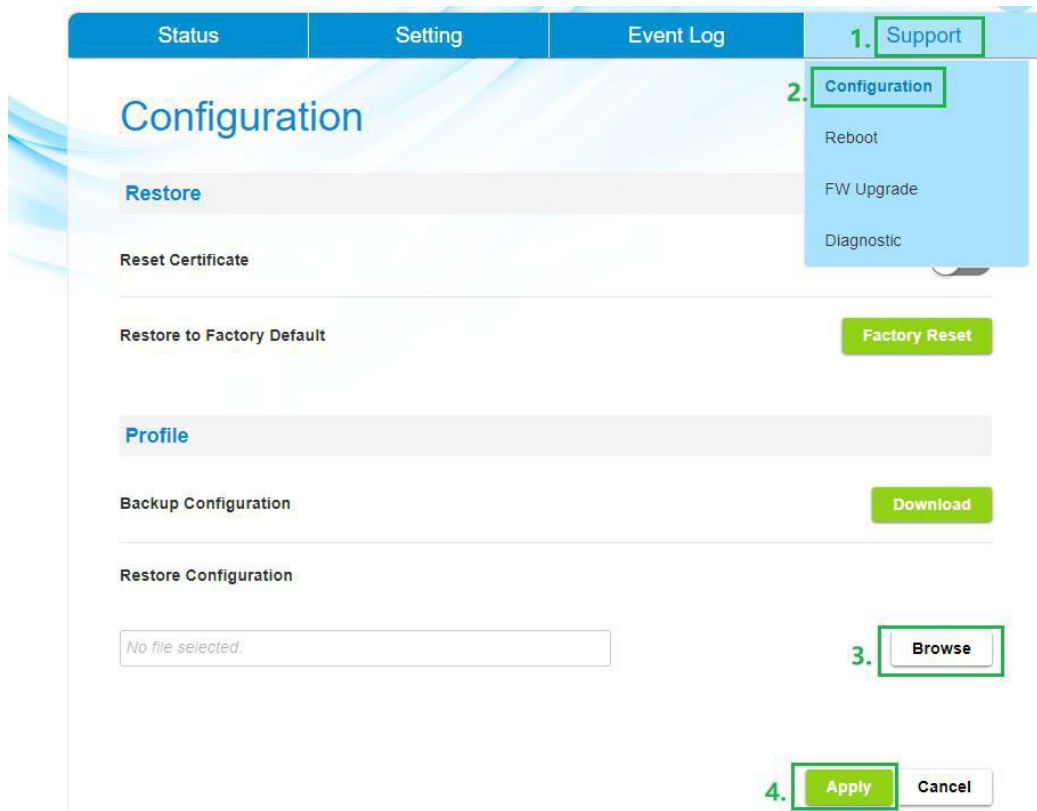 Status Setting Event Log 1. Support
2. Configuration
Configuration
Reboot
Restore
FW Upgrade
Reset Certificate
Diagnostic
Restore to Factory Default Factory Reset
Profile
Backup Configuration Download
Restore Configuration
No file selected. 3. Browse
4. Apply Cancel